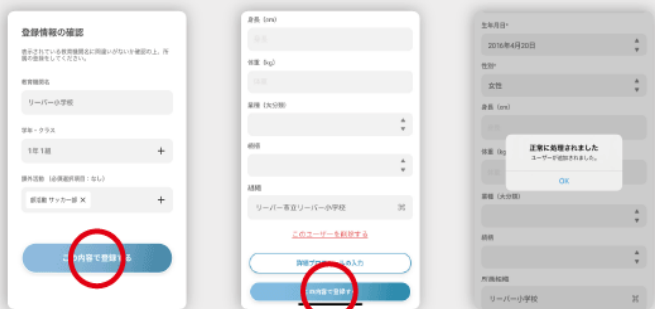 登録情報の確認
表示されている教育機関名に間違いがないか確認の上、所
属の登録をしてください。
教育機関名
リーバー小学校
学年・クラス
1年 1組
+
課外活動 (必須選択項目：なし)
部活動 サッカー部 ×
+
この内容で登録する
身長 (cm)
体重 (kg)
業種 (大分類)
組織
リーバー市立リーバー小学校
このユーザーを削除する
詳細プロフィールの入力
この内容で登録する
生年月日*
2016年4月20日
性別*
女性
身長 (cm)
正常に処理されました
ユーザーが追加されました。
OK
体重 (kg
業種 (大分類)
所属組織
リーバー小学校